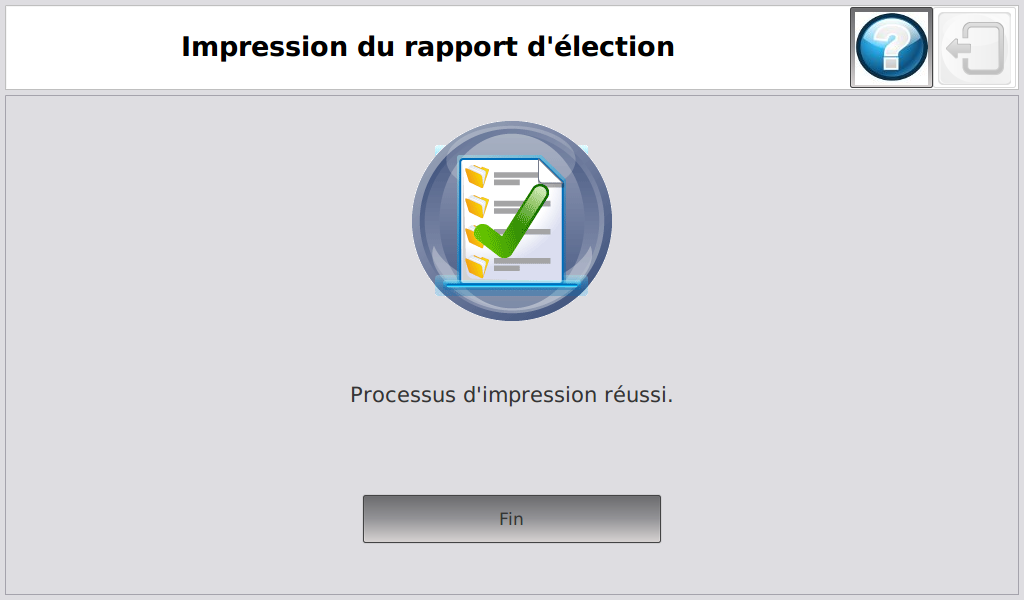 Impression du rapport d'élection
Processus d'impression réussi.
Fin